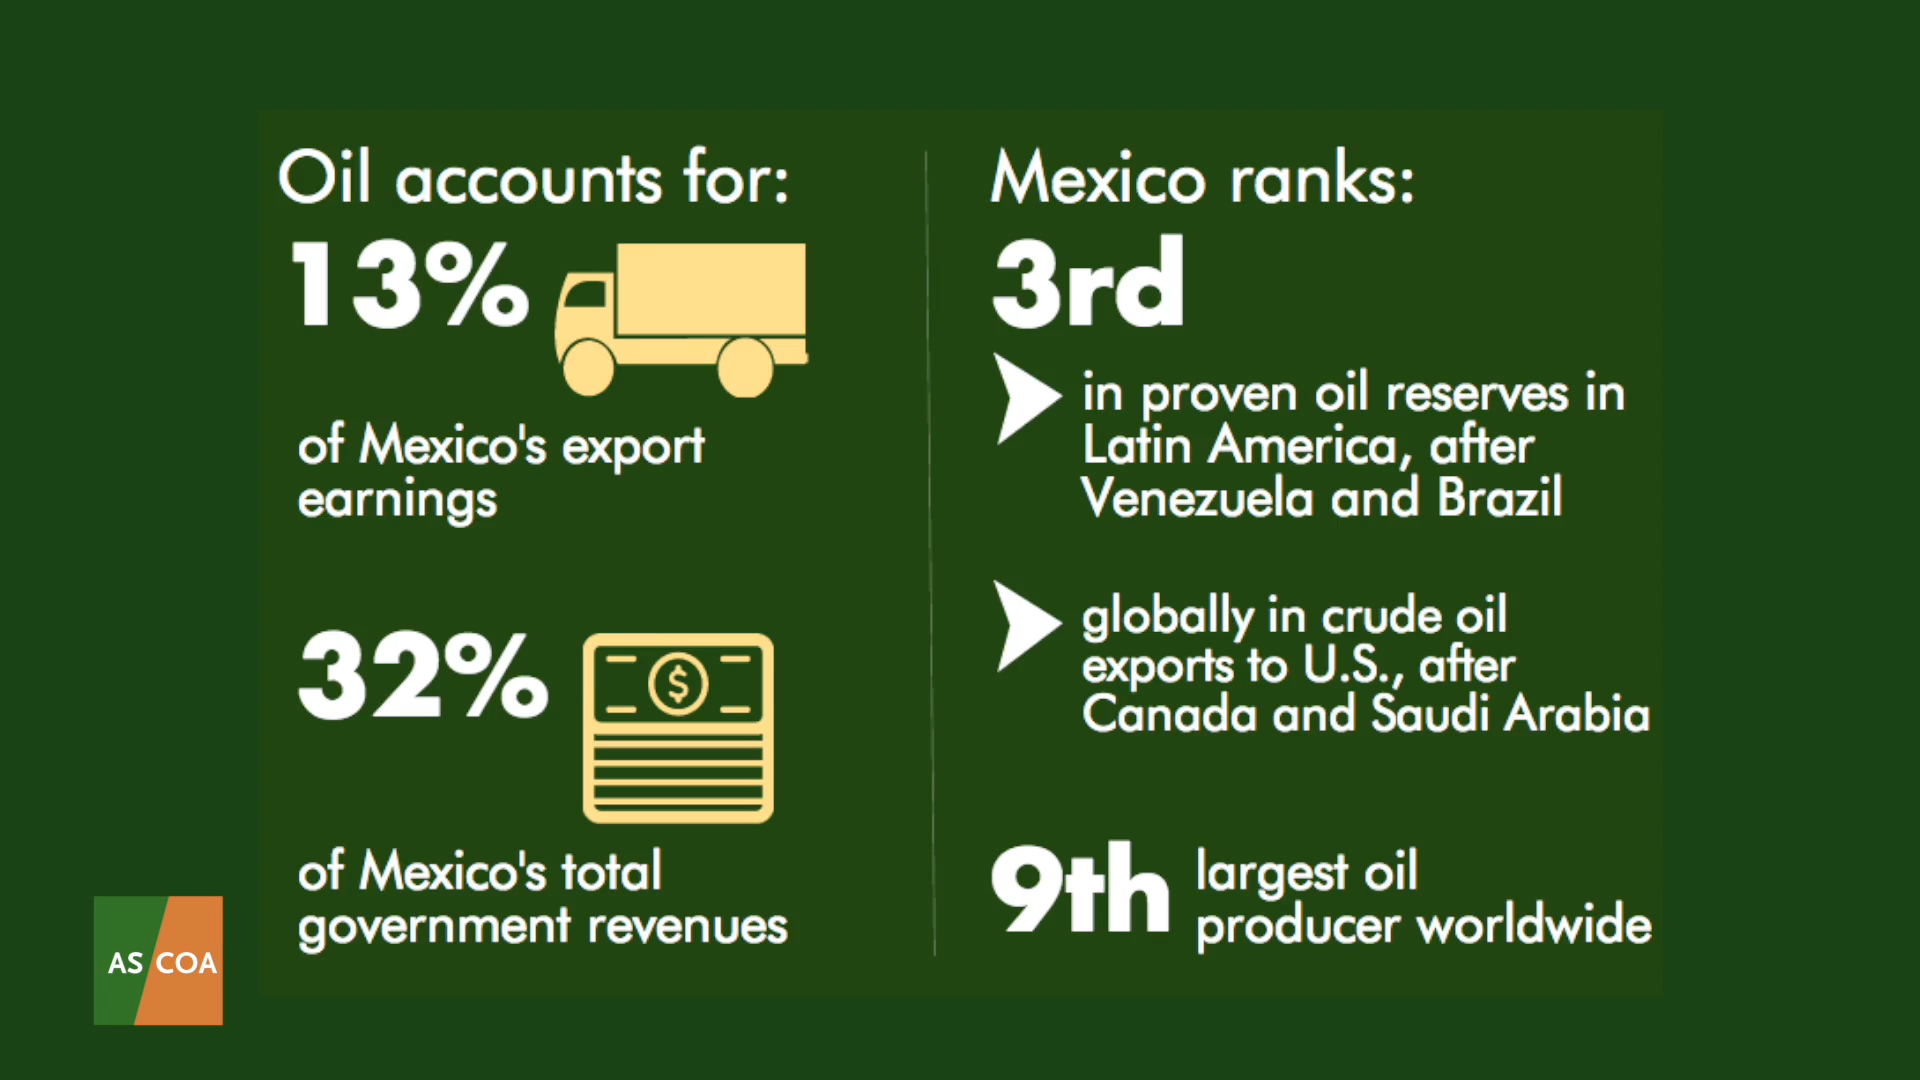 Oil accounts for:
13%
of Mexico's export
earnings
32%
$
of Mexico's total
government revenues
Mexico ranks:
3rd
in proven oil reserves in
Latin America, after
Venezuela and Brazil
globally in crude oil
exports to U.S., after
Canada and Saudi Arabia
9th
largest oil
producer worldwide
AS COA